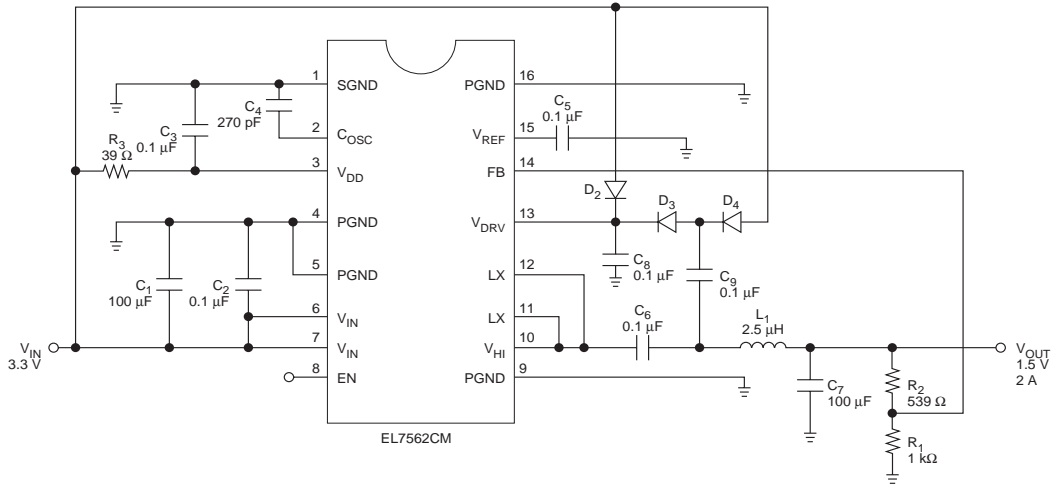 1
SGND
C4
270 pF
2
COSC
C3
0.1 µF
R3
39 Ω
3
VDD
4
PGND
5
PGND
C1
100 µF
C2
0.1 µF
6
VIN
7
VIN
VIN
3.3 V
8
EN
16
PGND
C5
0.1 µF
15
VREF
14
FB
D2
13
VDRV
D3
D4
C8
0.1 µF
12
LX
C9
0.1 µF
11
LX
C6
0.1 µF
L1
2.5 µH
10
VHI
9
PGND
C7
100 µF
R2
539 Ω
R1
1 kΩ
VOUT
1.5 V
2 A
EL7562CM